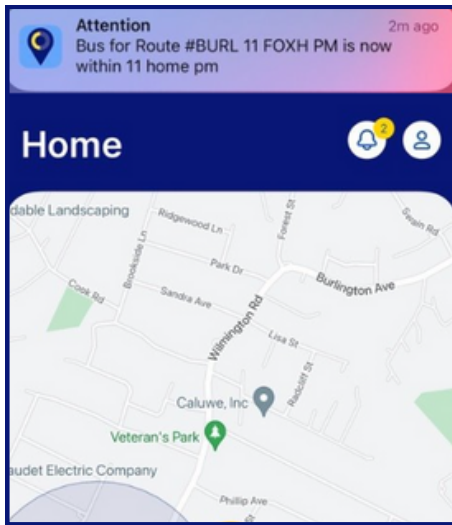 Attention
2m ago
Bus for Route #BURL 11 FOXH PM is now
within 11 home pm
Home
2
dable Landscaping
Ridgewood Ln
Forest St
Swain Rd
Brookside Ln
Park Dr
Burlington Ave
Cook Rd
Sandra Ave
Wilmington Rd
Lisa St
Radcliff St
Caluwe, Inc
Veteran's Park
audet Electric Company
Phillip Ave